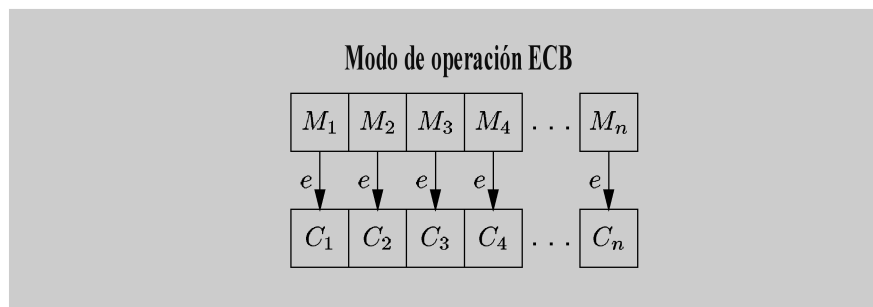 Modo de operación ECB
M₁ M₂ M₃ M₄ . . . Mₙ
e e e e e
C₁ C₂ C₃ C₄ . . . Cₙ